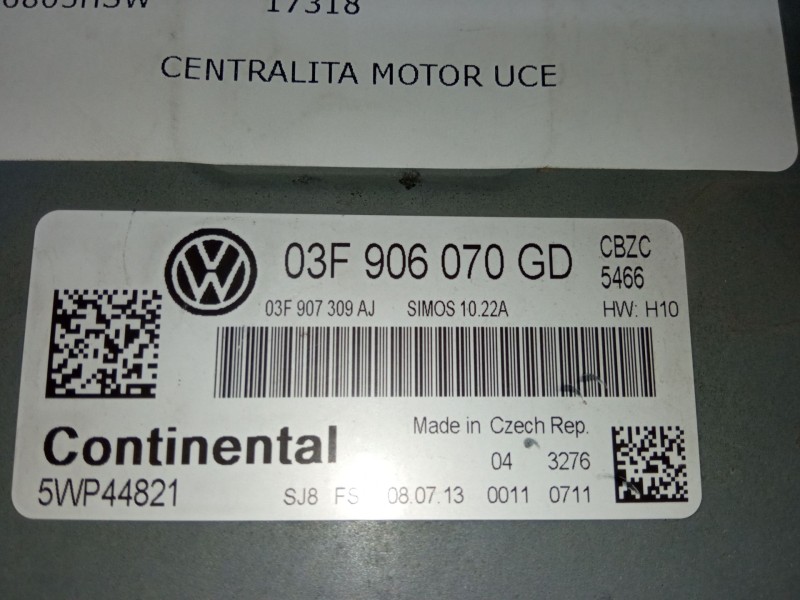 17318
CENTRALITA MOTOR UCE
03F 906 070 GD
CBZC
5466
03F 907 309 AJ SIMOS 10.22A
HW: H10
Continental
Made in Czech Rep.
04 3276
5WP44821
SJ8 FS 08.07.13 0011 0711